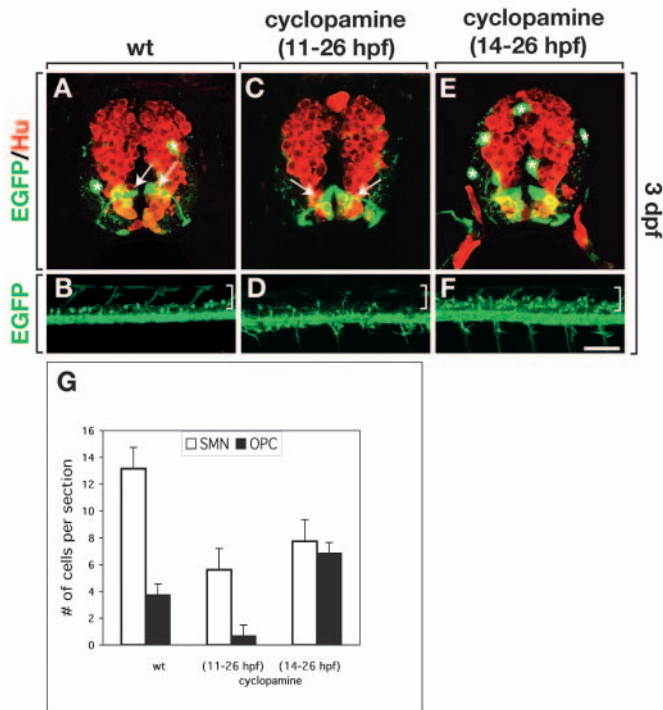 wt
cyclopamine
(11-26 hpf)
cyclopamine
(14-26 hpf)
EGFP/Hu
A
C
E
3 dpf
EGFP
B
D
F
G
# of cells per section
16
14
12
10
8
6
4
2
0
SMN
OPC
wt
(11-26 hpf)
(14-26 hpf)
cyclopamine